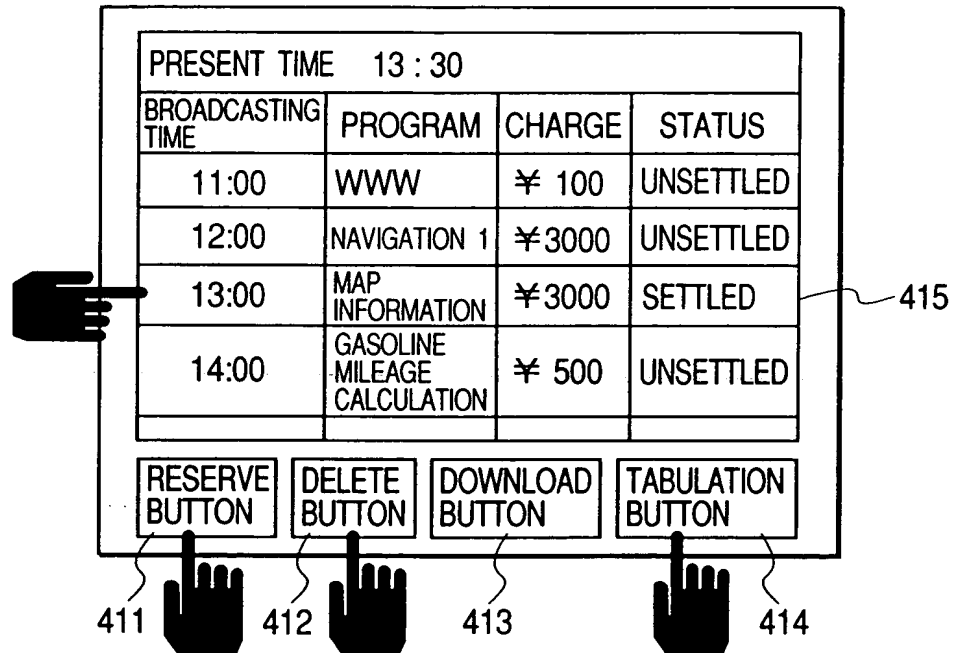 PRESENT TIME 13 : 30
BROADCASTING
TIME
PROGRAM
CHARGE
STATUS
11:00
WWW
¥ 100
UNSETTLED
12:00
NAVIGATION 1
¥3000
UNSETTLED
13:00
MAP
INFORMATION
¥3000
SETTLED
415
14:00
GASOLINE
MILEAGE
CALCULATION
¥ 500
UNSETTLED
RESERVE
BUTTON
DELETE
BUTTON
DOWNLOAD
BUTTON
TABULATION
BUTTON
411
412
413
414